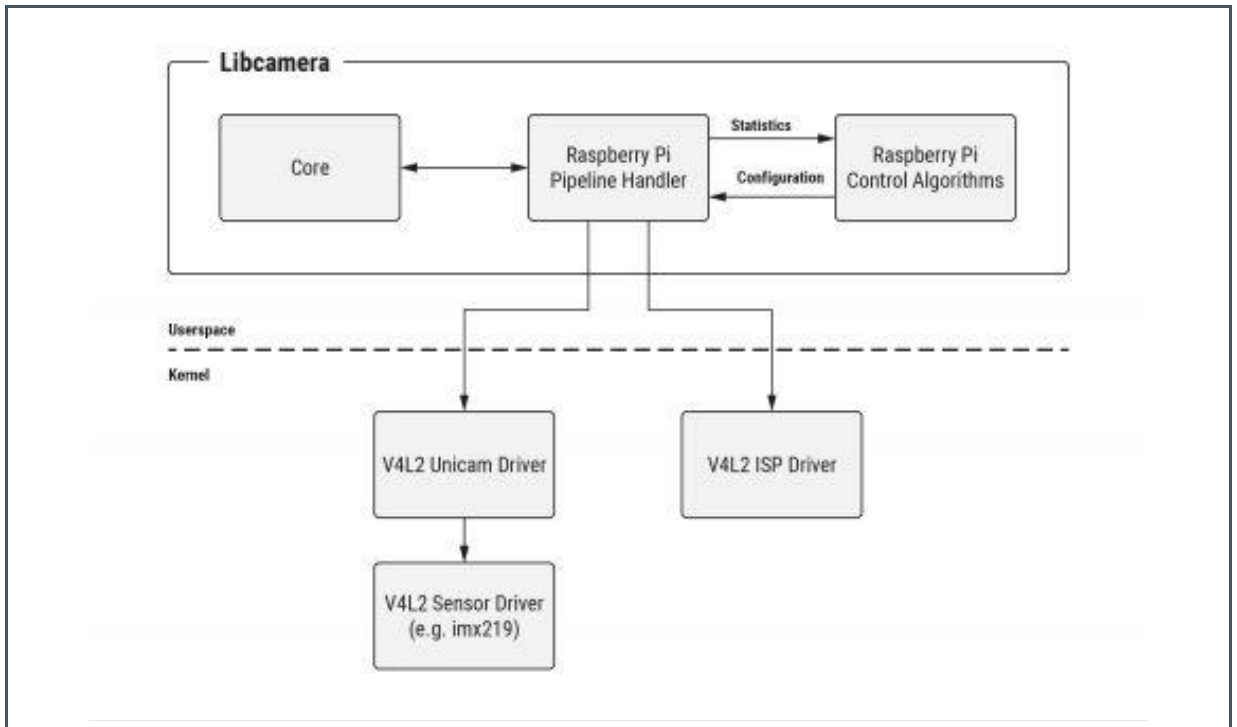 Libcamera
Core
Raspberry Pi
Pipeline Handler
Statistics
Configuration
Raspberry Pi
Control Algorithms
Userspace
Kernel
V4L2 Unicam Driver
V4L2 ISP Driver
V4L2 Sensor Driver
(e.g. imx219)